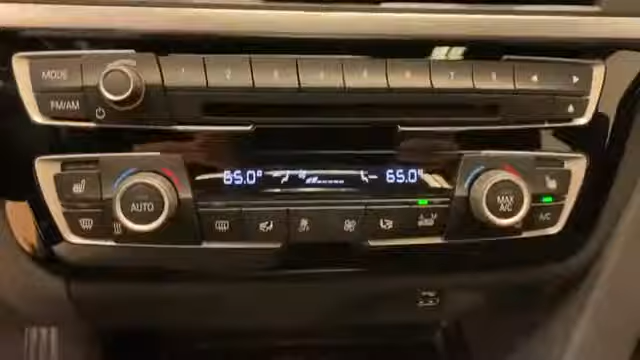 MODE 1 2 3 4 5 6 7 8
FM/AM
65.0° 65.0°
AUTO MAX A/C
A/C